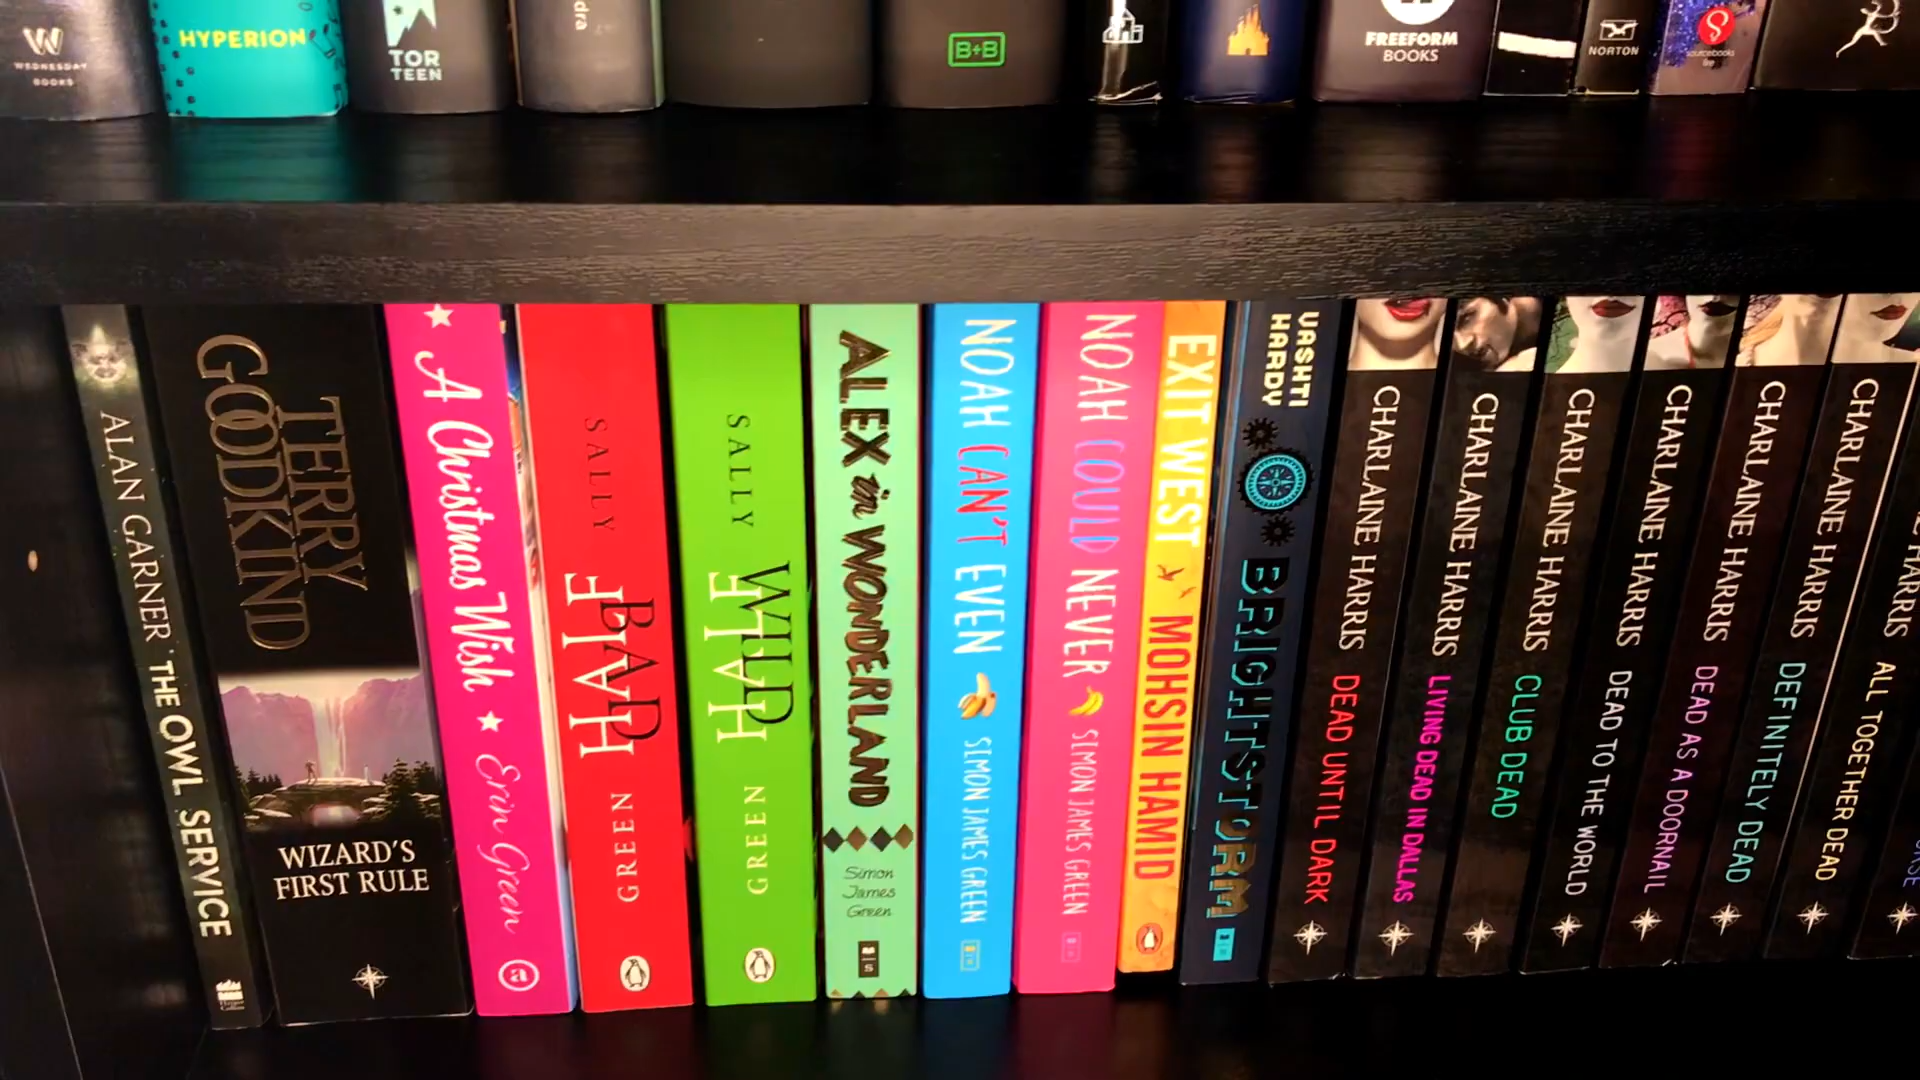 W
WEDNESDAY
BOOKS
HYPERION
TOR
TEEN
dra
B+B
FREEFORM
BOOKS
NORTON
sourcebooks
fire
ALAN GARNER THE OWL SERVICE
TERRY
GOODKIND
WIZARD'S
FIRST RULE
A Christmas Wish
Erin Green
a
SALLY
GREEN
HALF
BAD
SALLY
GREEN
HALF
WILD
ALEX in WONDERLAND
Simon
James
Green
S
NOAH CAN'T EVEN
SIMON JAMES GREEN
NOAH COULD NEVER
SIMON JAMES GREEN
EXIT WEST
MOHSIN HAMID
VASHTI
HARDY
BRIGHTSTORM
CHARLAINE HARRIS DEAD UNTIL DARK
CHARLAINE HARRIS LIVING DEAD IN DALLAS
CHARLAINE HARRIS CLUB DEAD
CHARLAINE HARRIS DEAD TO THE WORLD
CHARLAINE HARRIS DEAD AS A DOORNAIL
CHARLAINE HARRIS DEFINITELY DEAD
CHARLAINE HARRIS ALL TOGETHER DEAD
HARRIS